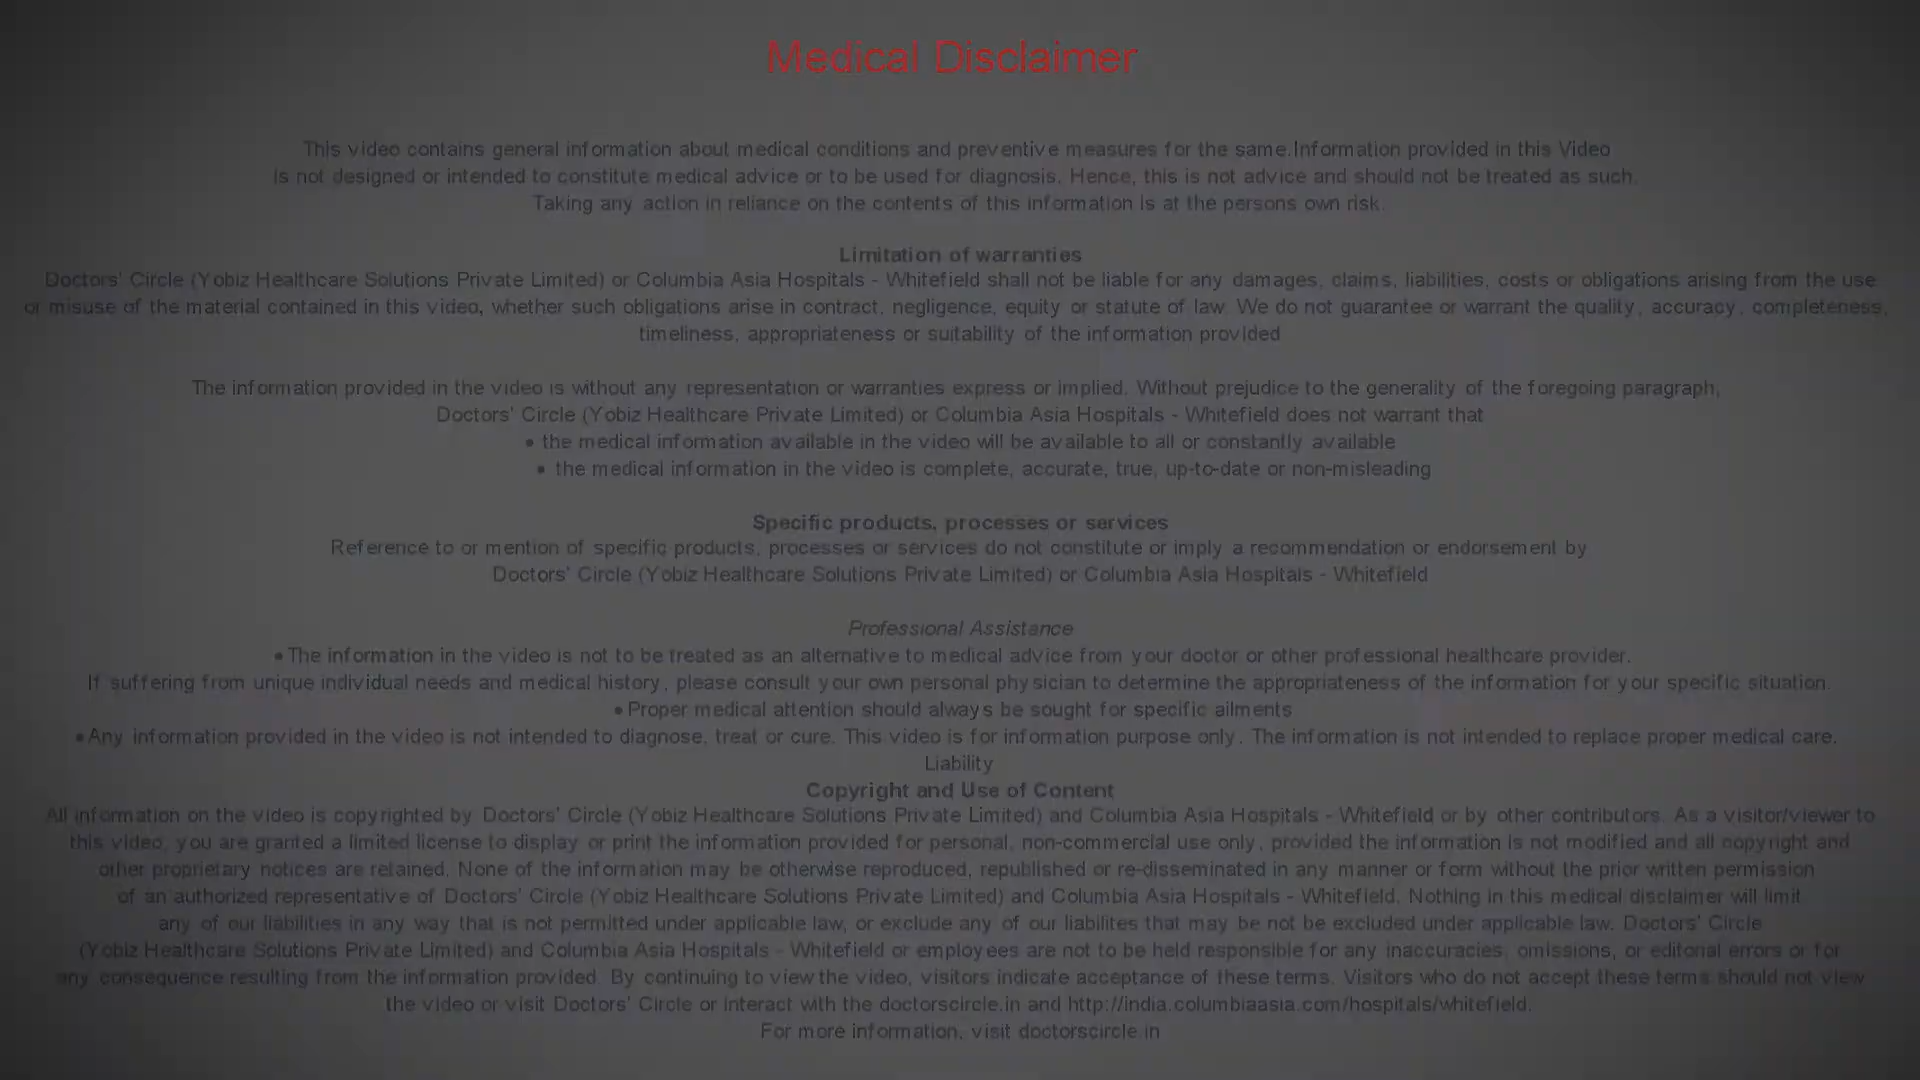 Medical Disclaimer
This video contains general information about medical conditions and preventive measures for the same.Information provided in this Video
is not designed or intended to constitute medical advice or to be used for diagnosis. Hence, this is not advice and should not be treated as such.
Taking any action in reliance on the contents of this information is at the persons own risk.
Limitation of warranties
Doctors' Circle (Yobiz Healthcare Solutions Private Limited) or Columbia Asia Hospitals - Whitefield shall not be liable for any damages, claims, liabilities, costs or obligations arising from the use
or misuse of the material contained in this video, whether such obligations arise in contract, negligence, equity or statute of law. We do not guarantee or warrant the quality, accuracy, completeness,
timeliness, appropriateness or suitability of the information provided
The information provided in the video is without any representation or warranties express or implied. Without prejudice to the generality of the foregoing paragraph,
Doctors' Circle (Yobiz Healthcare Private Limited) or Columbia Asia Hospitals - Whitefield does not warrant that
• the medical information available in the video will be available to all or constantly available
• the medical information in the video is complete, accurate, true, up-to-date or non-misleading
Specific products, processes or services
Reference to or mention of specific products, processes or services do not constitute or imply a recommendation or endorsement by
Doctors' Circle (Yobiz Healthcare Solutions Private Limited) or Columbia Asia Hospitals - Whitefield
Professional Assistance
•The information in the video is not to be treated as an alternative to medical advice from your doctor or other professional healthcare provider.
If suffering from unique individual needs and medical history, please consult your own personal physician to determine the appropriateness of the information for your specific situation.
•Proper medical attention should always be sought for specific ailments
•Any information provided in the video is not intended to diagnose, treat or cure. This video is for information purpose only. The information is not intended to replace proper medical care.
Liability
Copyright and Use of Content
All information on the video is copyrighted by Doctors' Circle (Yobiz Healthcare Solutions Private Limited) and Columbia Asia Hospitals - Whitefield or by other contributors. As a visitor/viewer to
this video, you are granted a limited license to display or print the information provided for personal, non-commercial use only, provided the information is not modified and all copyright and
other proprietary notices are retained. None of the information may be otherwise reproduced, republished or re-disseminated in any manner or form without the prior written permission
of an authorized representative of Doctors' Circle (Yobiz Healthcare Solutions Private Limited) and Columbia Asia Hospitals - Whitefield. Nothing in this medical disclaimer will limit
any of our liabilities in any way that is not permitted under applicable law, or exclude any of our liabilites that may be not be excluded under applicable law. Doctors' Circle
(Yobiz Healthcare Solutions Private Limited) and Columbia Asia Hospitals - Whitefield or employees are not to be held responsible for any inaccuracies, omissions, or editorial errors or for
any consequence resulting from the information provided. By continuing to view the video, visitors indicate acceptance of these terms. Visitors who do not accept these terms should not view
the video or visit Doctors' Circle or interact with the doctorscircle.in and http://india.columbiaasia.com/hospitals/whitefield.
For more information, visit doctorscircle.in